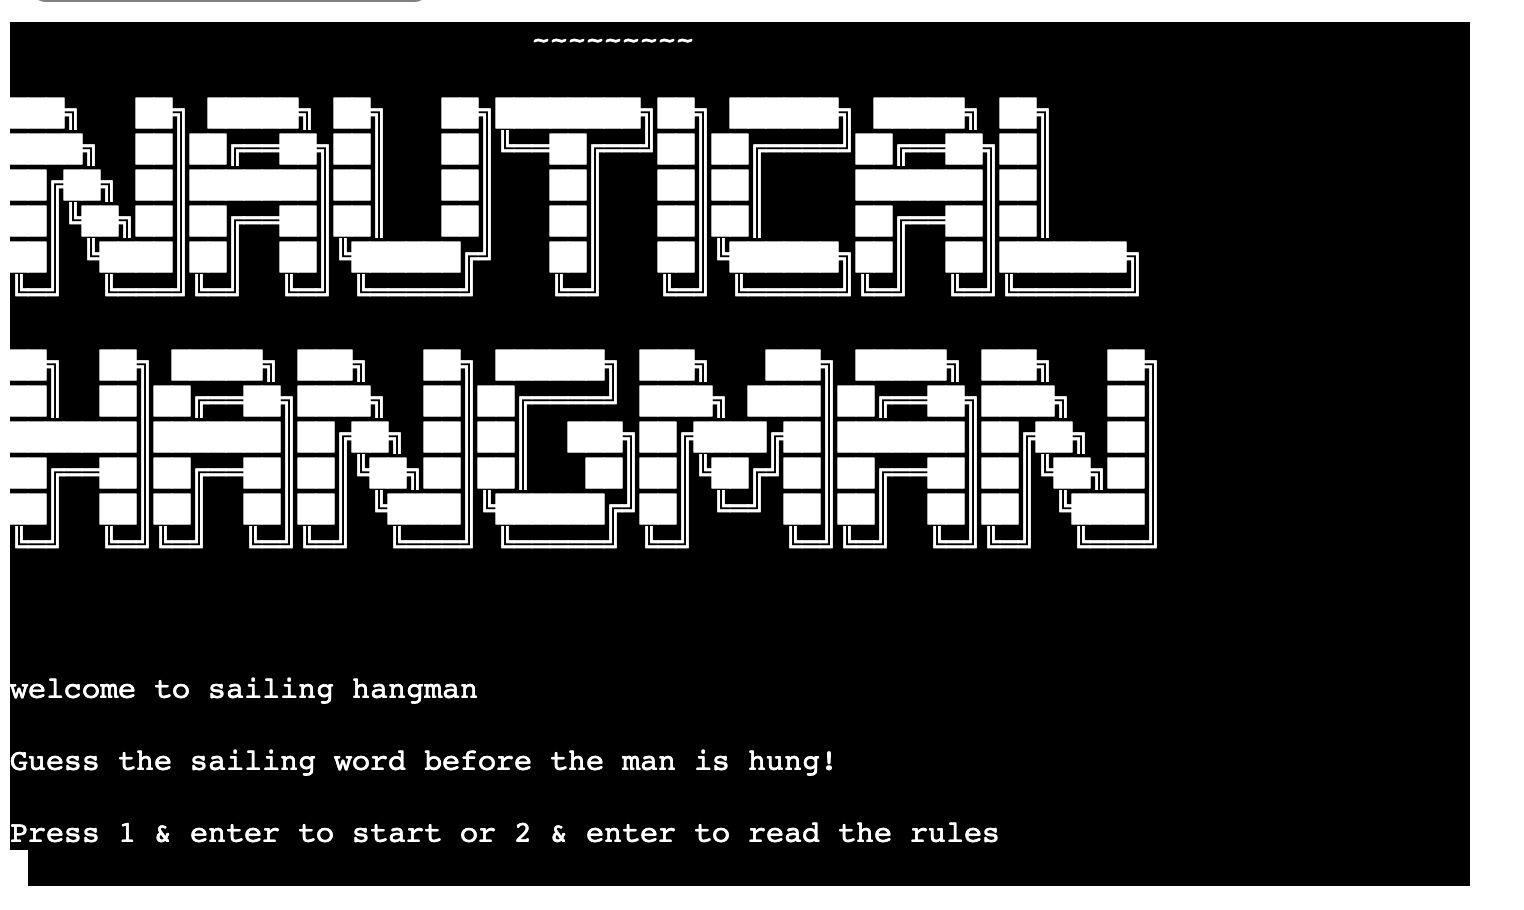 ~~~~~~~~~
NAUTICAL
HANGMAN
welcome to sailing hangman
Guess the sailing word before the man is hung!
Press 1 & enter to start or 2 & enter to read the rules